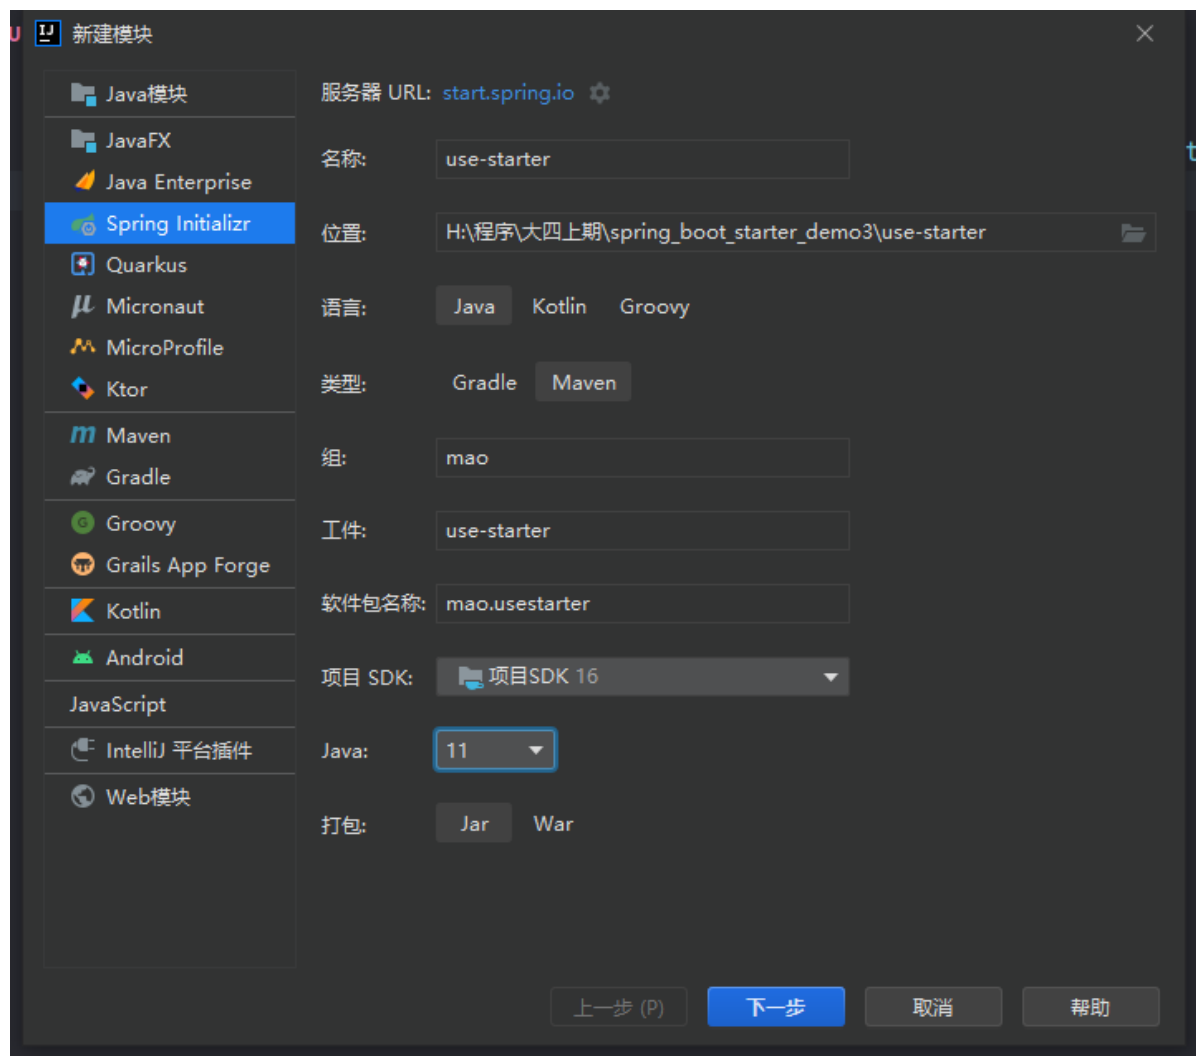 U
新建模块
Java模块
JavaFX
Java Enterprise
Spring Initializr
Quarkus
Micronaut
MicroProfile
Ktor
Maven
Gradle
Groovy
Grails App Forge
Kotlin
Android
JavaScript
IntelliJ 平台插件
Web模块
服务器 URL: start.spring.io
名称: use-starter
位置: H:\程序\大四上期\spring_boot_starter_demo3\use-starter
语言: Java Kotlin Groovy
类型: Gradle Maven
组: mao
工件: use-starter
软件包名称: mao.usestarter
项目 SDK: 项目SDK 16
Java: 11
打包: Jar War
上一步 (P) 下一步 取消 帮助
t